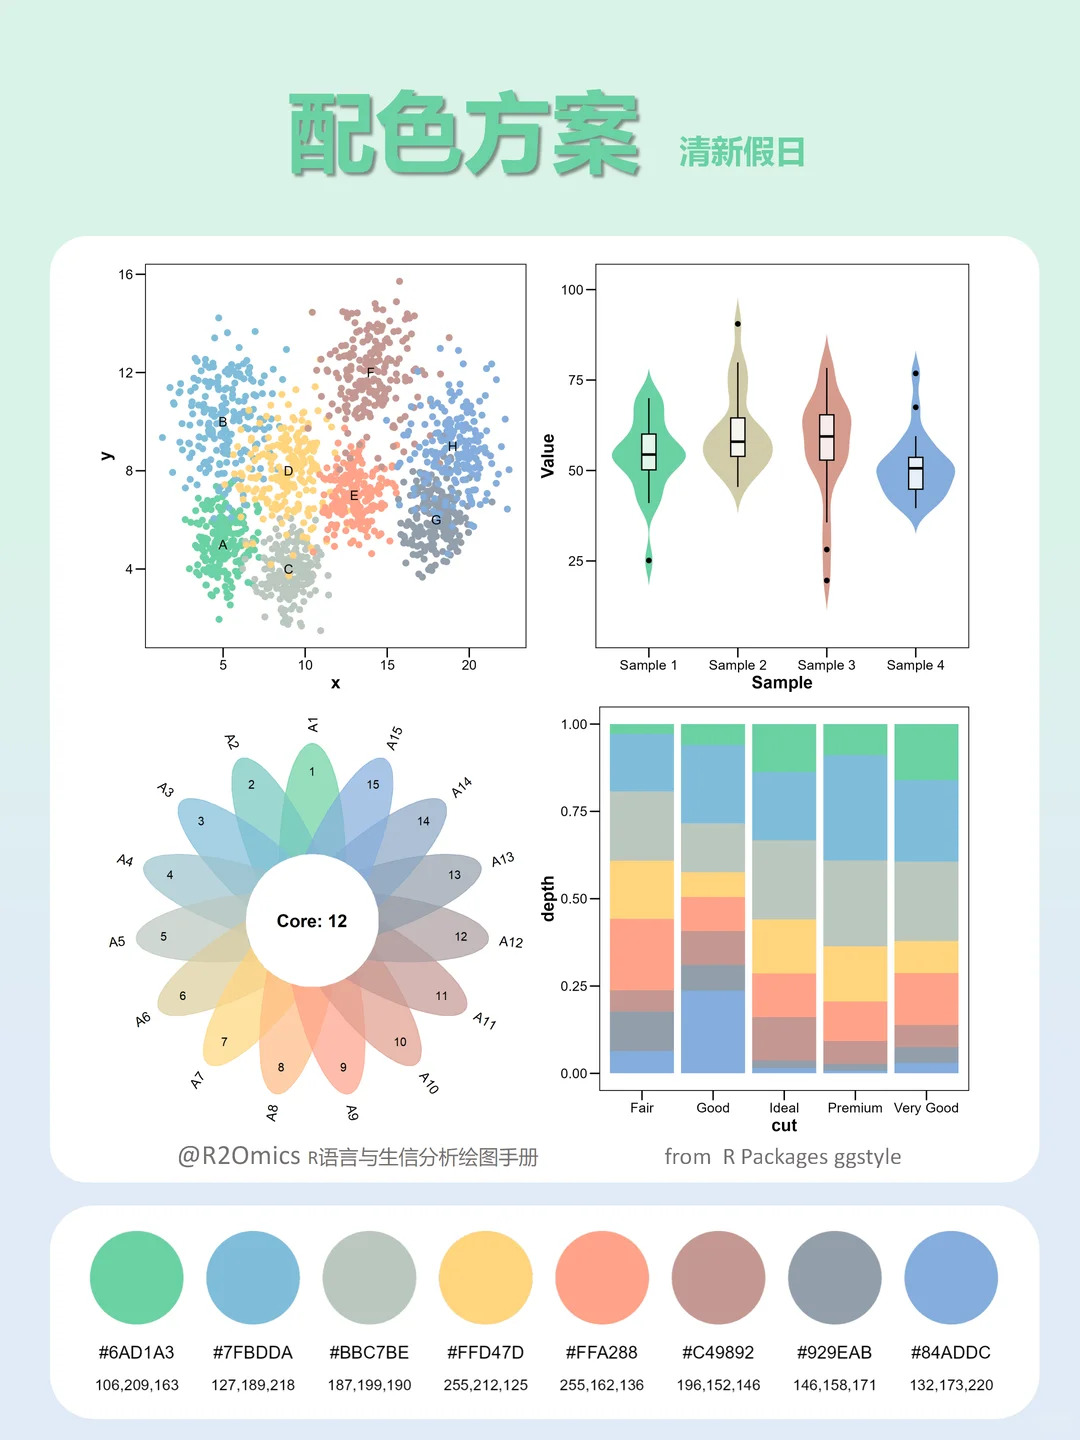 配色方案 清新假日
16
12
8
4
y
5 10 15 20
x
A
B
C
D
E
F
G
H
100
75
50
25
Value
Sample 1 Sample 2 Sample 3 Sample 4
Sample
A1
A2
A3
A4
A5
A6
A7
A8
A9
A10
A11
A12
A13
A14
A15
1
2
3
4
5
6
7
8
9
10
11
12
13
14
15
Core: 12
1.00
0.75
0.50
0.25
0.00
depth
Fair Good Ideal Premium Very Good
cut
@R2Omics R语言与生信分析绘图手册
from R Packages ggstyle
#6AD1A3 #7FBDDA #BBC7BE #FFD47D #FFA288 #C49892 #929EAB #84ADDC
106,209,163 127,189,218 187,199,190 255,212,125 255,162,136 196,152,146 146,158,171 132,173,220